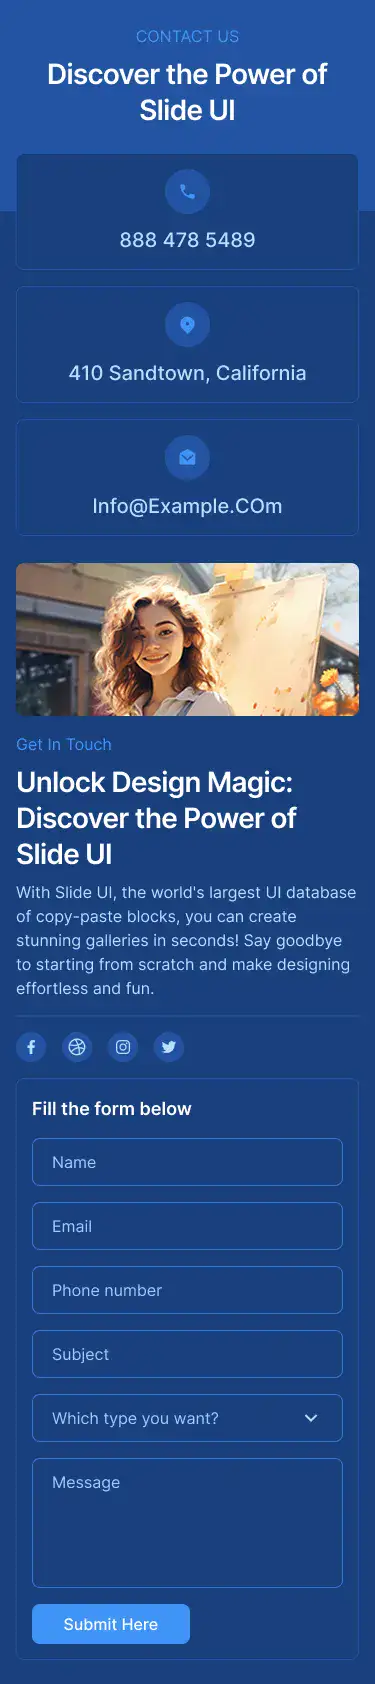 CONTACT US
Discover the Power of
Slide UI
888 478 5489
410 Sandtown, California
Info@Example.COm
Get In Touch
Unlock Design Magic:
Discover the Power of
Slide UI
With Slide UI, the world's largest UI database
of copy-paste blocks, you can create
stunning galleries in seconds! Say goodbye
to starting from scratch and make designing
effortless and fun.
Fill the form below
Name
Email
Phone number
Subject
Which type you want?
Message
Submit Here